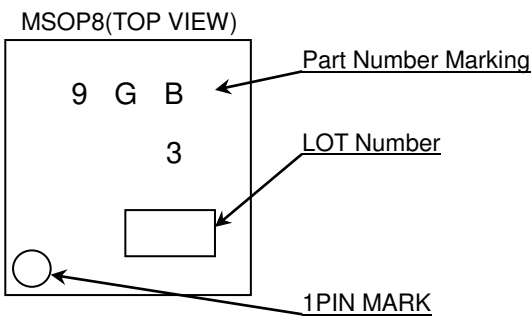 MSOP8(TOP VIEW)
Part Number Marking
9 G B
LOT Number
3
1PIN MARK